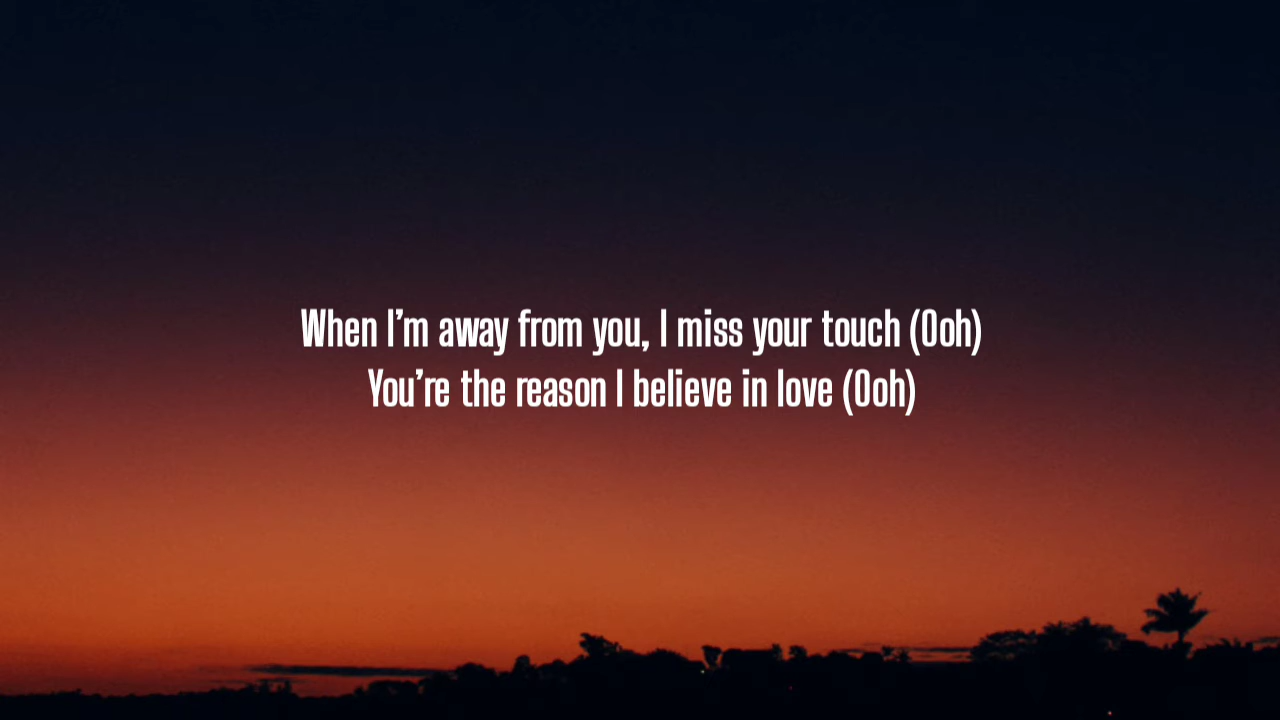 When I’m away from you, I miss your touch (Ooh)
You’re the reason I believe in love (Ooh)